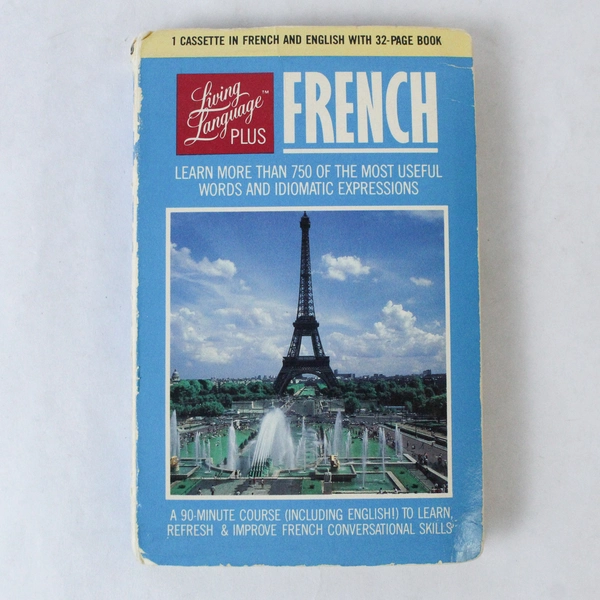 1 CASSETTE IN FRENCH AND ENGLISH WITH 32-PAGE BOOK
Living
Language™
PLUS
FRENCH
LEARN MORE THAN 750 OF THE MOST USEFUL
WORDS AND IDIOMATIC EXPRESSIONS
A 90-MINUTE COURSE (INCLUDING ENGLISH!) TO LEARN,
REFRESH & IMPROVE FRENCH CONVERSATIONAL SKILLS